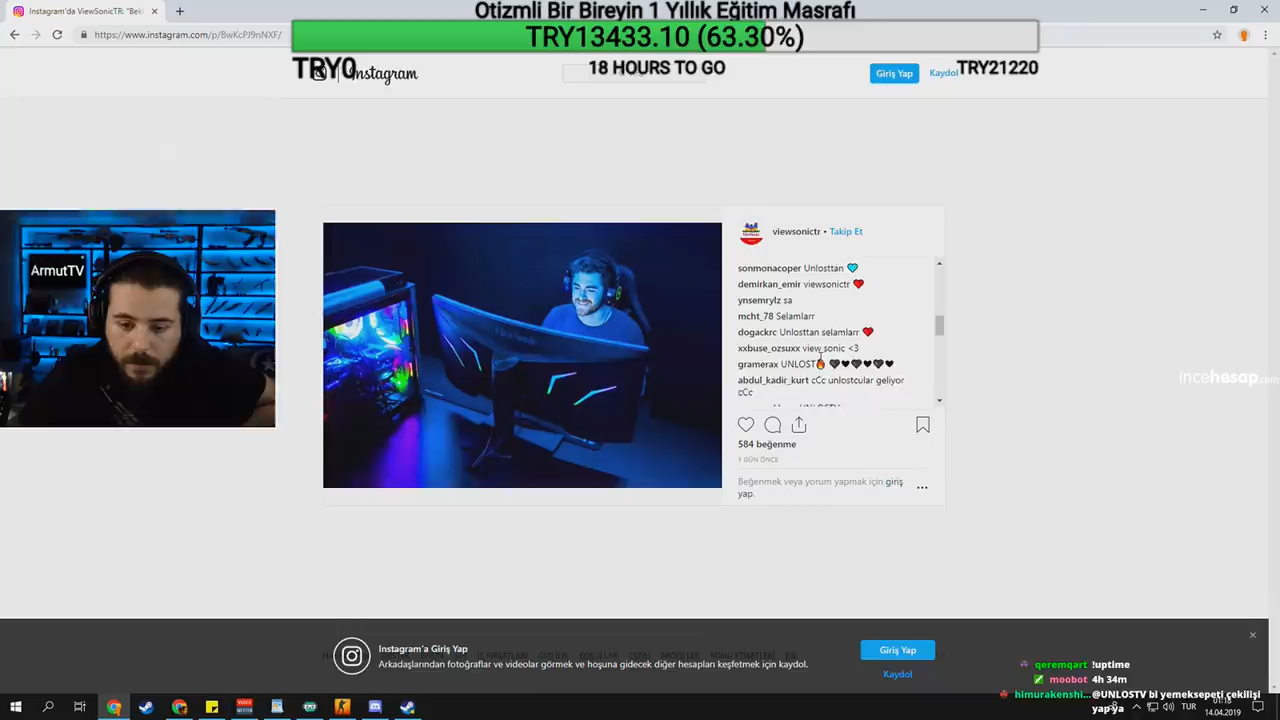 Instagram'da ViewSonicTR: "Bekl
https://www.instagram.com/p/BwKcPJ9nNXF/
Otizmli Bir Bireyin 1 Yıllık Eğitim Masrafı
TRY13433.10 (63.30%)
TRY0
18 HOURS TO GO
TRY21220
Instagram
Giriş Yap
Kaydol
ArmutTV
viewsonictr • Takip Et
sonmonacoper Unlosttan
demirkan_emir viewsonictr
ynsemrylz sa
mcht_78 Selamlarr
dogackrc Unlosttan selamlarr
xxbuse_ozsuxx view sonic <3
gramerax UNLOST
abdul_kadir_kurt cCc unlostcular geliyor
cCc
584 beğenme
1 GÜN ÖNCE
Beğenmek veya yorum yapmak için giriş
yap.
incehesap.com
Instagram'a Giriş Yap
Arkadaşlarından fotoğraflar ve videolar görmek ve hoşuna gidecek diğer hesapları keşfetmek için kaydol.
Giriş Yap
Kaydol
qeremqart !uptime
moobot 4h 34m
himurakenshi... @UNLOSTV bi yemeksepeti çekilişi
yap ya
TUR
01:18
14.04.2019